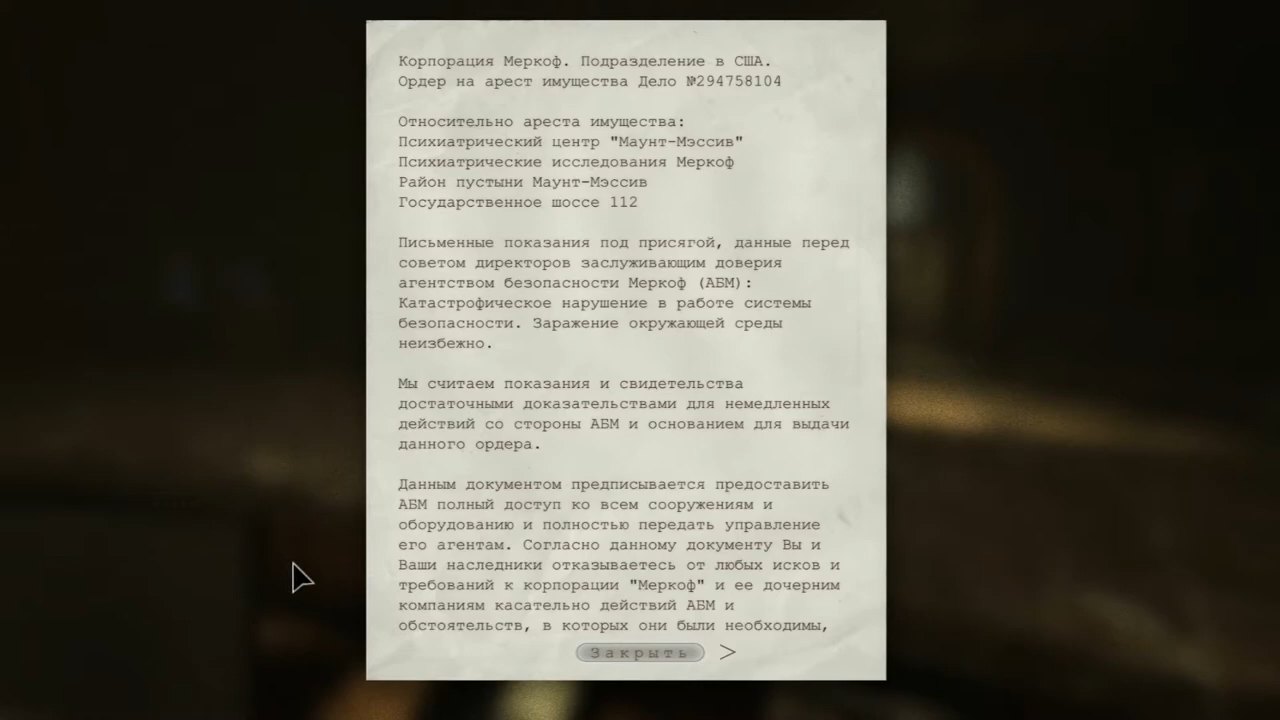 Корпорация Меркоф. Подразделение в США.
Ордер на арест имущества Дело №294758104
Относительно ареста имущества:
Психиатрический центр "Маунт-Мэссив"
Психиатрические исследования Меркоф
Район пустыни Маунт-Мэссив
Государственное шоссе 112
Письменные показания под присягой, данные перед
советом директоров заслуживающим доверия
агентством безопасности Меркоф (АБМ):
Катастрофическое нарушение в работе системы
безопасности. Заражение окружающей среды
неизбежно.
Мы считаем показания и свидетельства
достаточными доказательствами для немедленных
действий со стороны АБМ и основанием для выдачи
данного ордера.
Данным документом предписывается предоставить
АБМ полный доступ ко всем сооружениям и
оборудованию и полностью передать управление
его агентам. Согласно данному документу Вы и
Ваши наследники отказываетесь от любых исков и
требований к корпорации "Меркоф" и ее дочерним
компаниям касательно действий АБМ и
обстоятельств, в которых они были необходимы,
Закрыть >